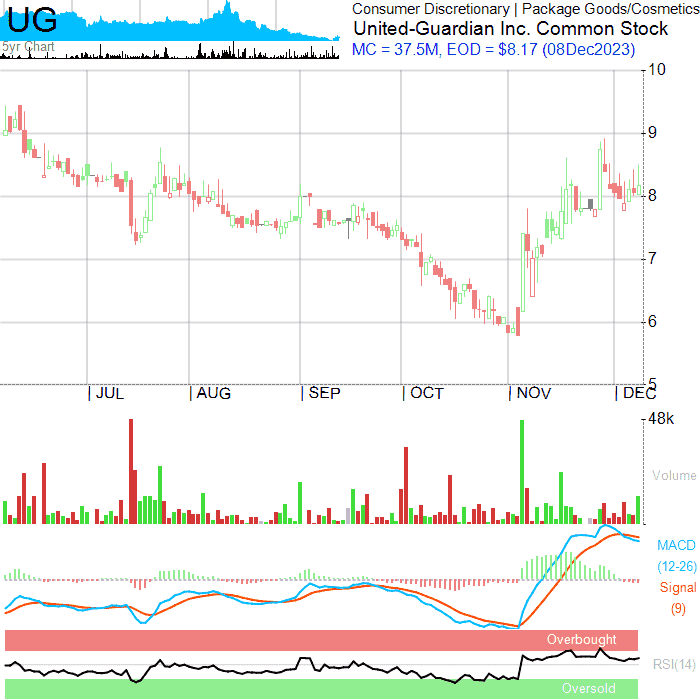 UG
5yr Chart
Consumer Discretionary | Package Goods/Cosmetics
United-Guardian Inc. Common Stock
MC = 37.5M, EOD = $8.17 (08Dec2023)
10
9
8
7
6
5
JUL
AUG
SEP
OCT
NOV
DEC
48k
Volume
MACD
(12-26)
Signal
(9)
Overbought
RSI(14)
Oversold